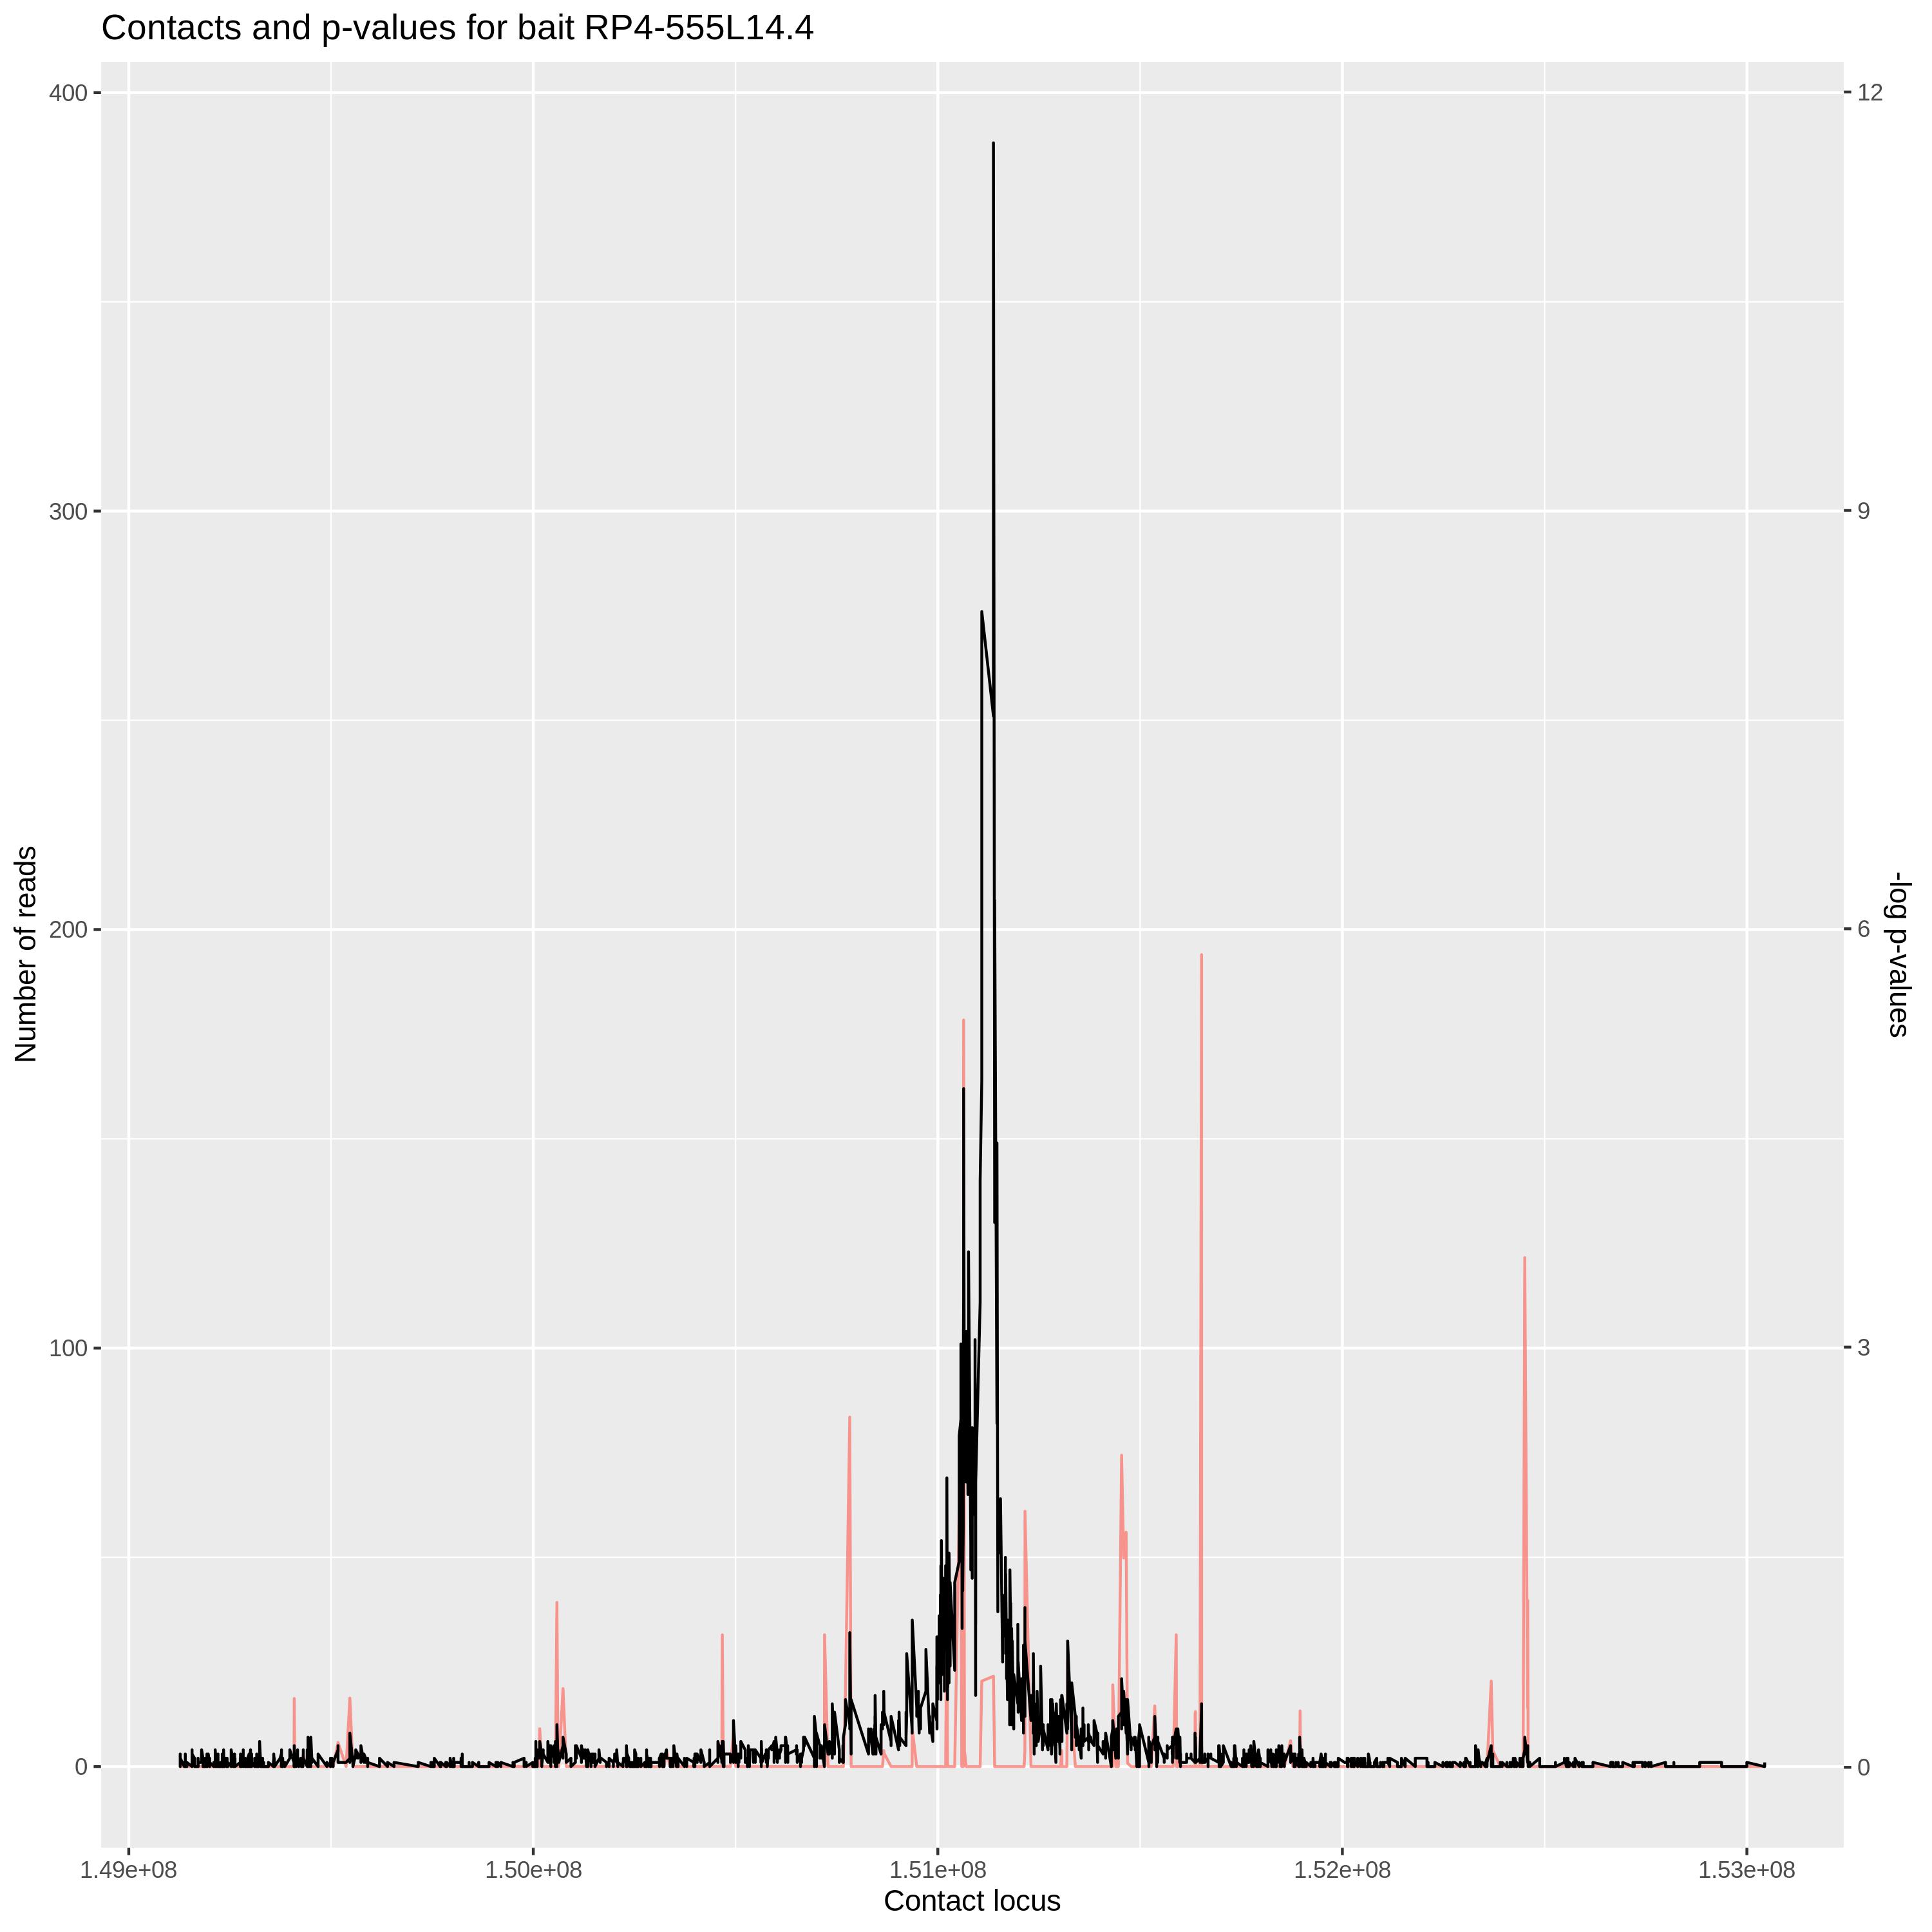 Contacts and p-values for bait RP4-555L14.4
400
300
200
100
0
12
9
6
3
0
Number of reads
-log p-values
1.49e+08
1.50e+08
1.51e+08
1.52e+08
1.53e+08
Contact locus